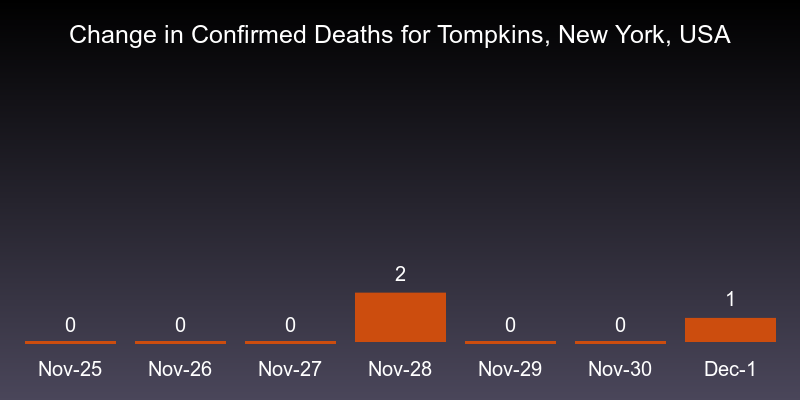 Change in Confirmed Deaths for Tompkins, New York, USA
2
1
0 0 0 0 0
Nov-25 Nov-26 Nov-27 Nov-28 Nov-29 Nov-30 Dec-1